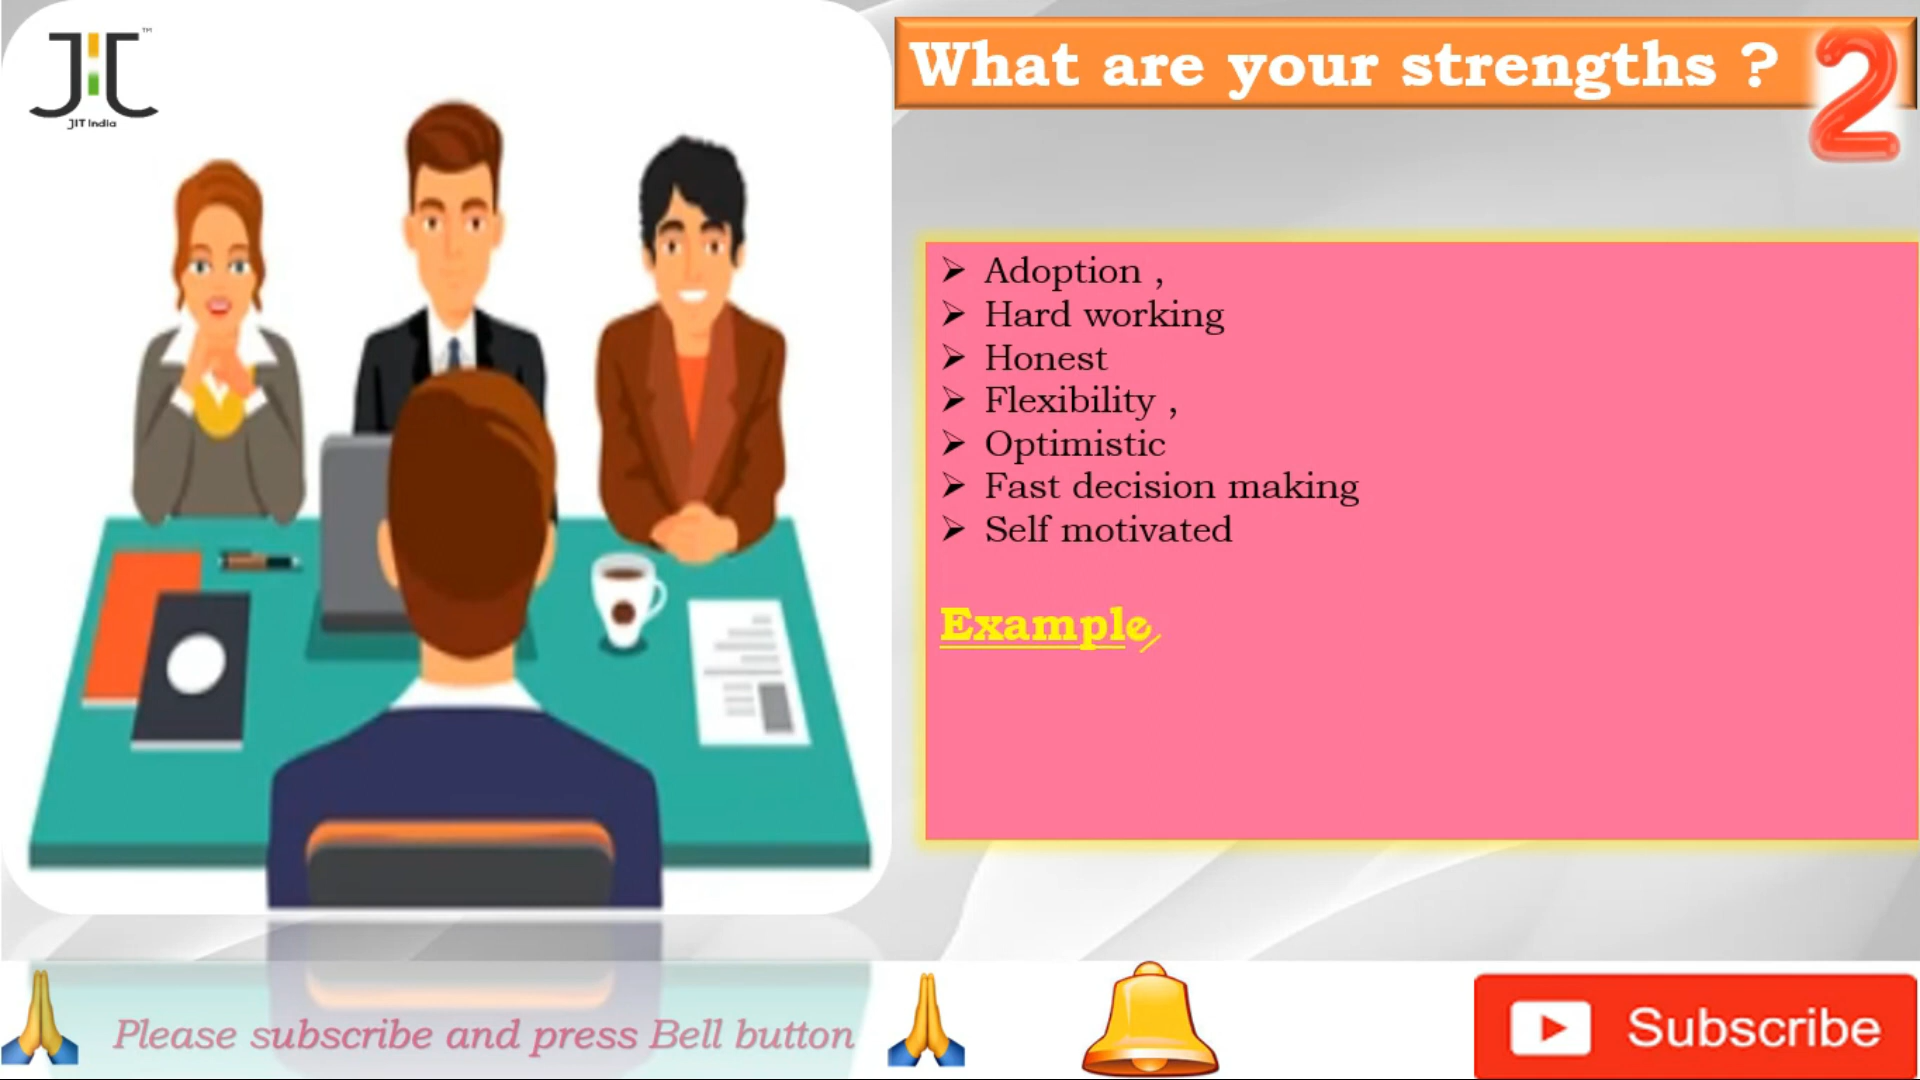 JIT™
JIT India
What are your strengths ?
2
Adoption ,
Hard working
Honest
Flexibility ,
Optimistic
Fast decision making
Self motivated
Example
Please subscribe and press Bell button
Subscribe